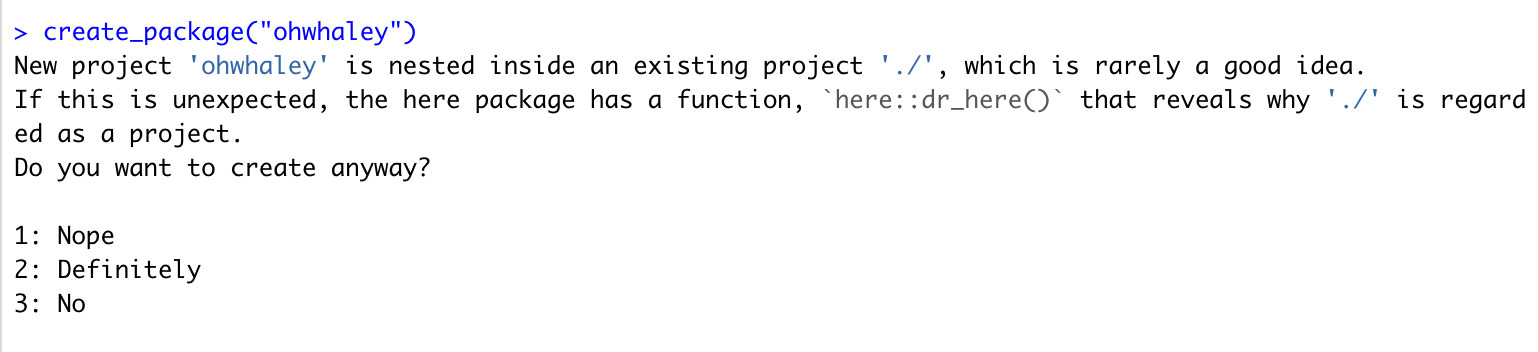 > create_package("ohwhaley")
New project 'ohwhaley' is nested inside an existing project './', which is rarely a good idea.
If this is unexpected, the here package has a function, `here::dr_here()` that reveals why './' is regard
ed as a project.
Do you want to create anyway?
1: Nope
2: Definitely
3: No